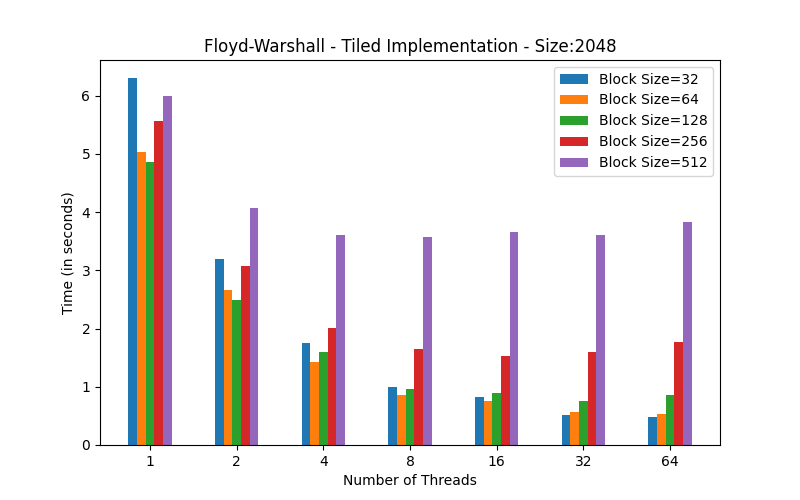 Floyd-Warshall - Tiled Implementation - Size:2048
Block Size=32
Block Size=64
Block Size=128
Block Size=256
Block Size=512
Time (in seconds)
6
5
4
3
2
1
0
1 2 4 8 16 32 64
Number of Threads